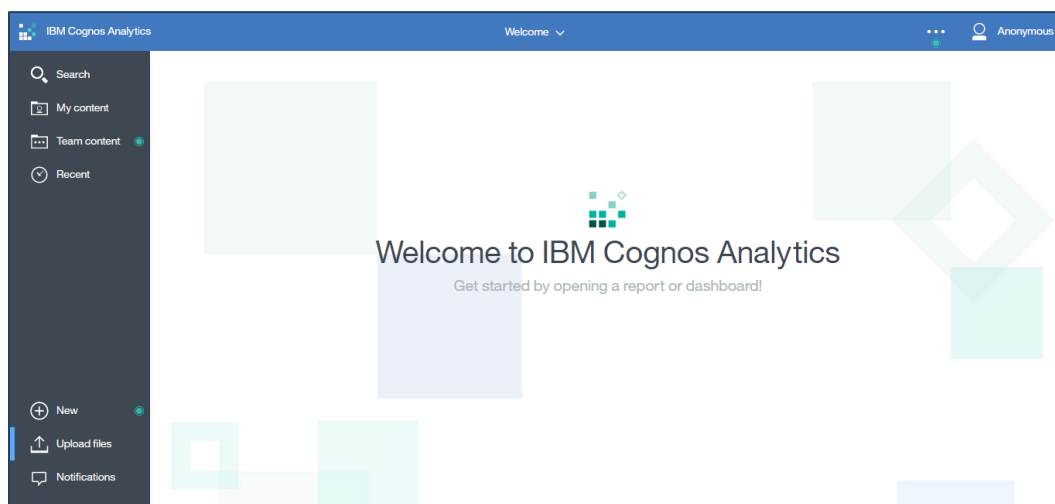 IBM Cognos Analytics
Welcome
Anonymous
Search
My content
Team content
Recent
Welcome to IBM Cognos Analytics
Get started by opening a report or dashboard!
New
Upload files
Notifications